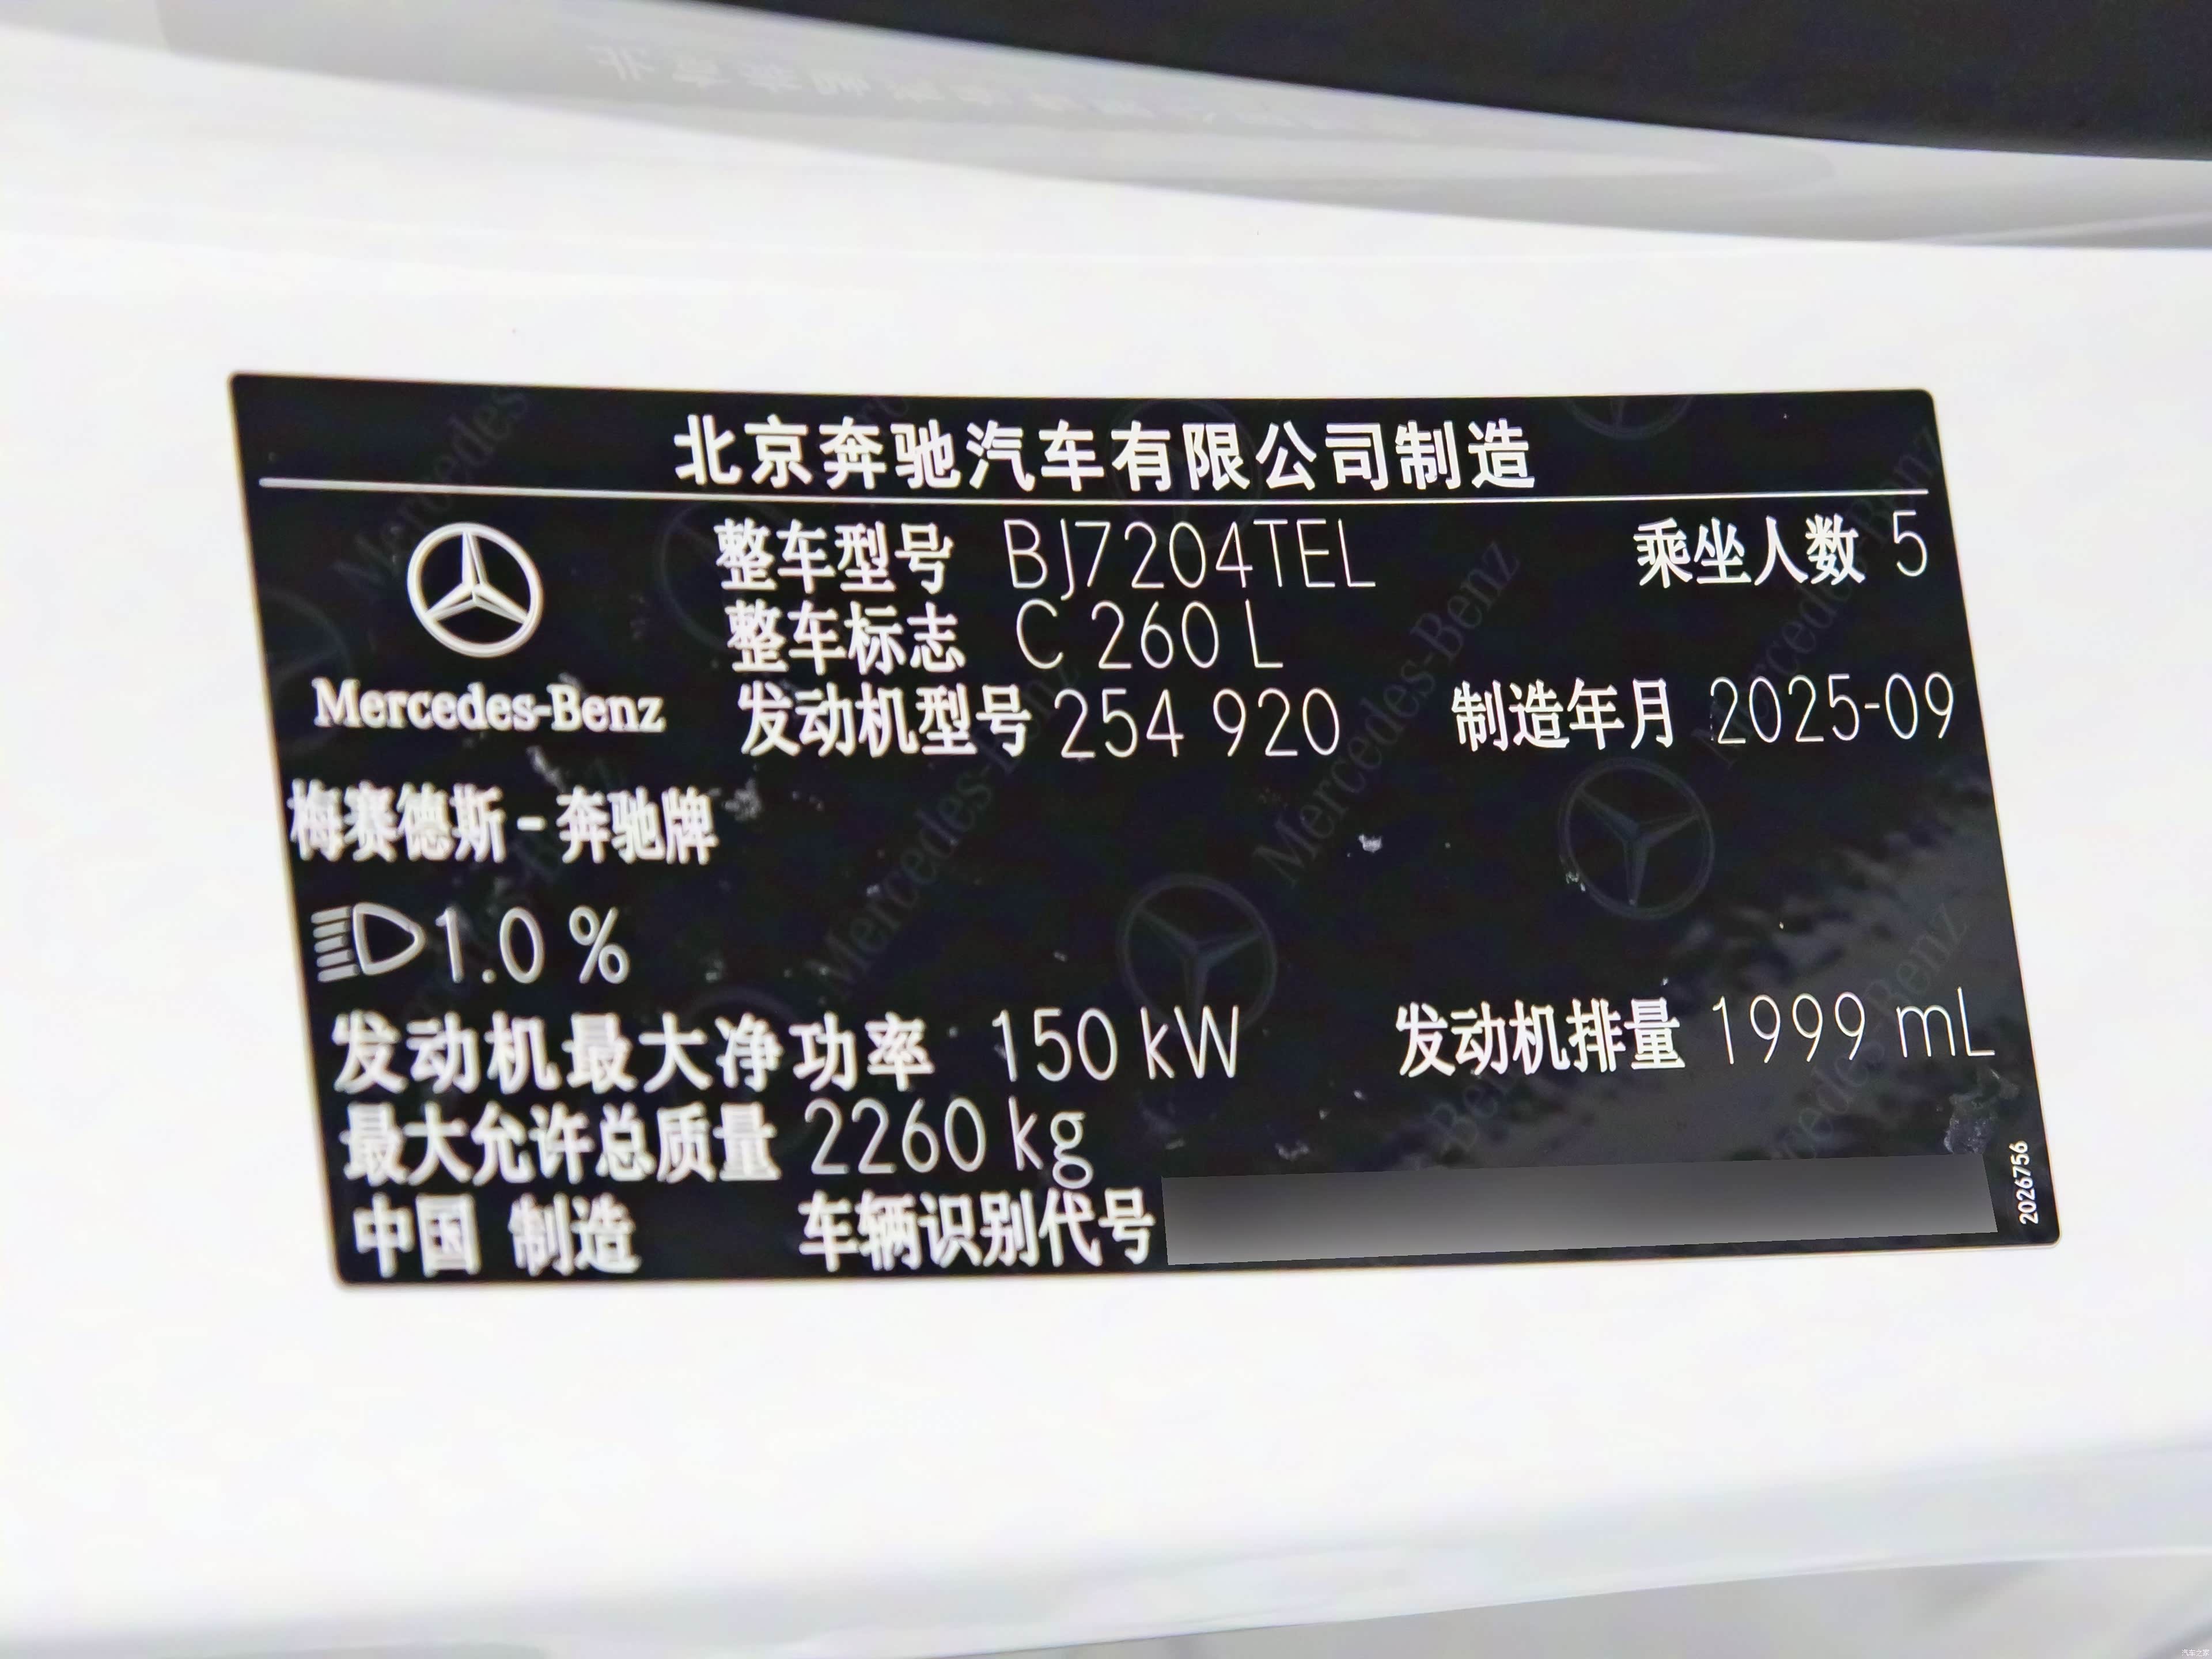 北京奔驰汽车有限公司制造
整车型号 BJ7204TEL 乘坐人数 5
整车标志 C 260 L
Mercedes-Benz 发动机型号 254 920 制造年月 2025-09
梅赛德斯-奔驰牌
1.0 %
发动机最大净功率 150 kW 发动机排量 1999 mL
最大允许总质量 2260 kg
中国 制造 车辆识别代号
2026756
汽车之家